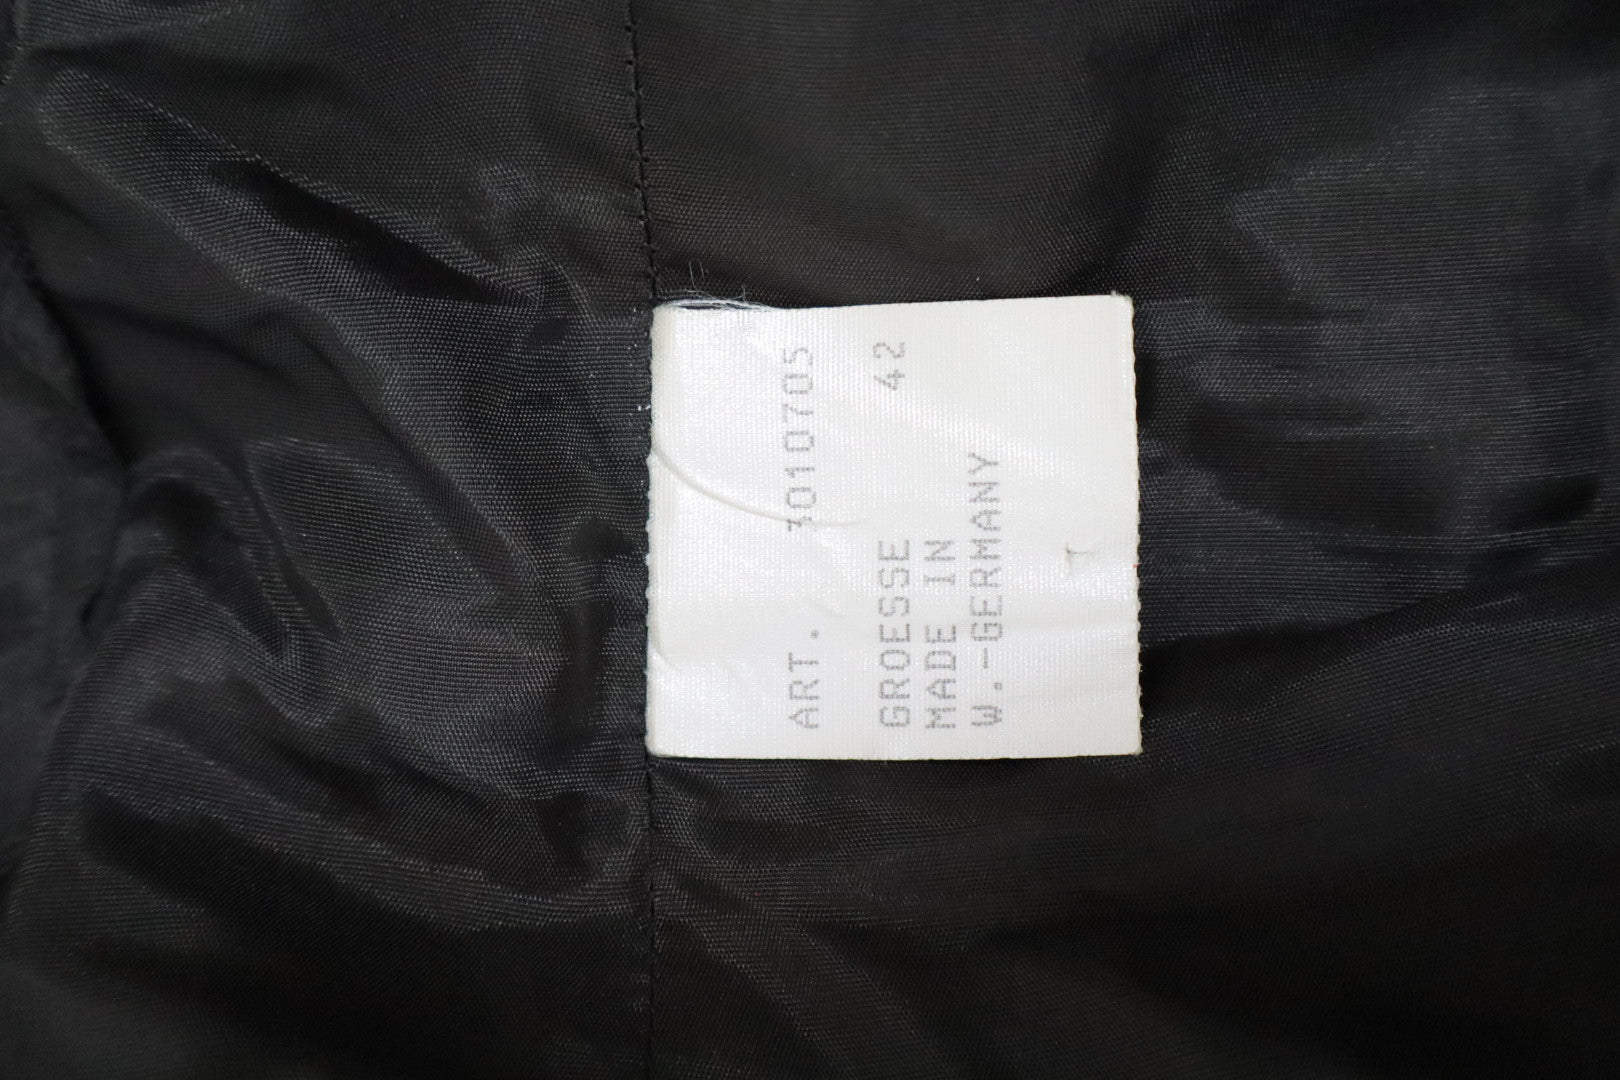 ART. 3010705
GROESSE 42
MADE IN
W.-GERMANY